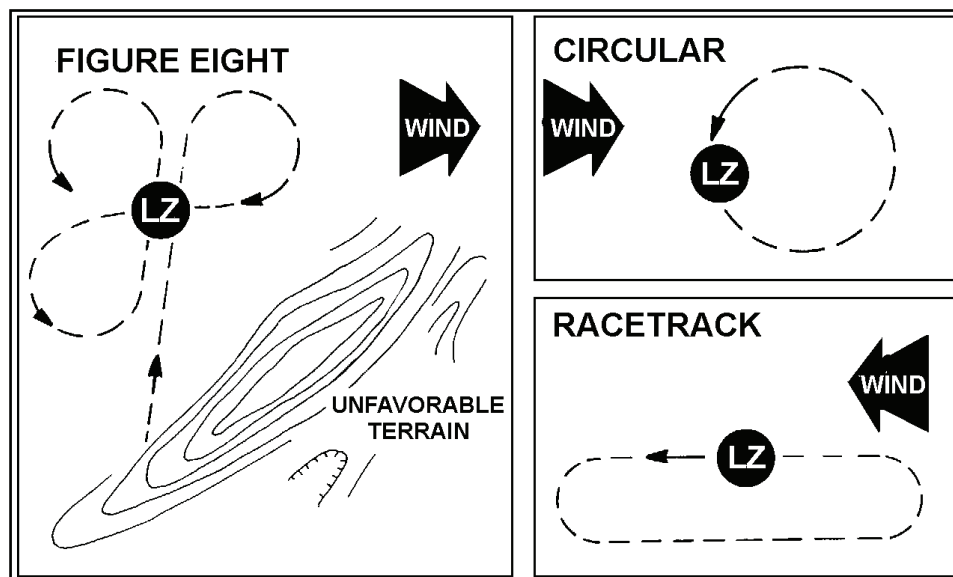 FIGURE EIGHT
WIND
LZ
UNFAVORABLE
TERRAIN
CIRCULAR
WIND
LZ
RACETRACK
WIND
LZ